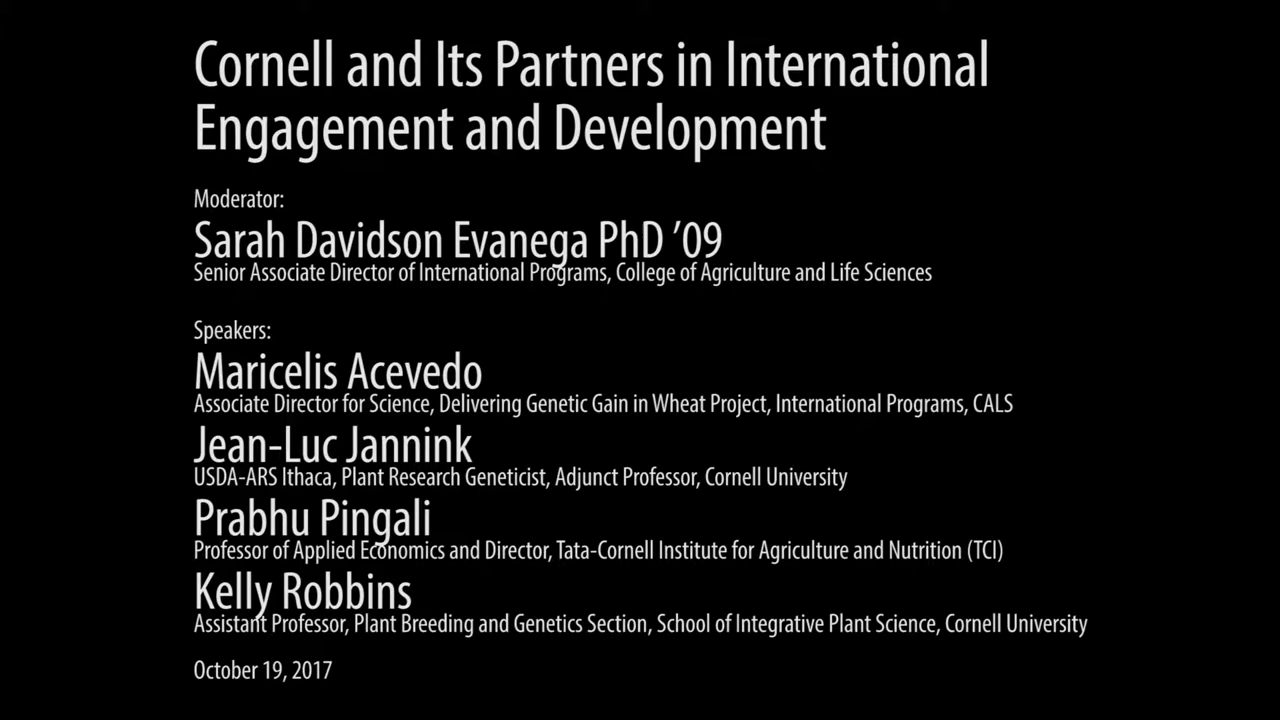 Cornell and Its Partners in International
Engagement and Development
Moderator:
Sarah Davidson Evanega PhD ’09
Senior Associate Director of International Programs, College of Agriculture and Life Sciences
Speakers:
Maricelis Acevedo
Associate Director for Science, Delivering Genetic Gain in Wheat Project, International Programs, CALS
Jean-Luc Jannink
USDA-ARS Ithaca, Plant Research Geneticist, Adjunct Professor, Cornell University
Prabhu Pingali
Professor of Applied Economics and Director, Tata-Cornell Institute for Agriculture and Nutrition (TCI)
Kelly Robbins
Assistant Professor, Plant Breeding and Genetics Section, School of Integrative Plant Science, Cornell University
October 19, 2017